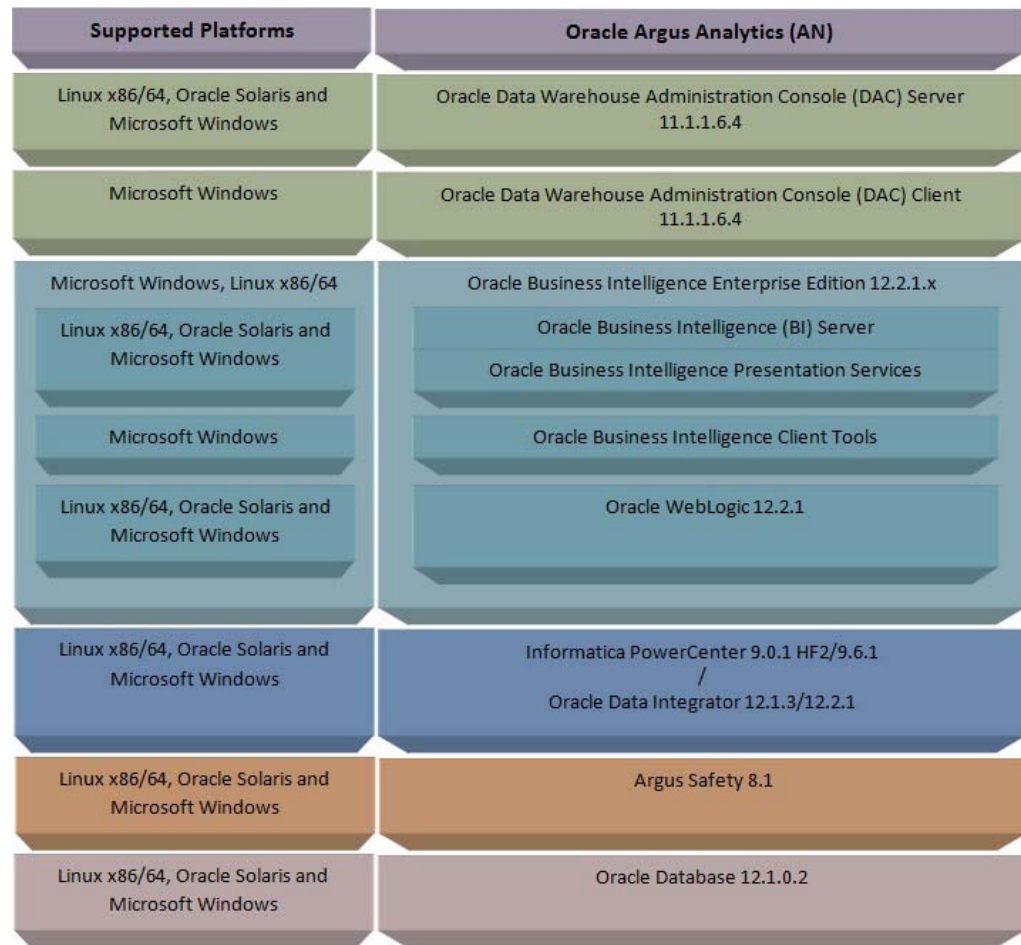 Supported Platforms
Oracle Argus Analytics (AN)
Linux x86/64, Oracle Solaris and
Microsoft Windows
Oracle Data Warehouse Administration Console (DAC) Server
11.1.1.6.4
Microsoft Windows
Oracle Data Warehouse Administration Console (DAC) Client
11.1.1.6.4
Microsoft Windows, Linux x86/64
Oracle Business Intelligence Enterprise Edition 12.2.1.x
Linux x86/64, Oracle Solaris and
Microsoft Windows
Oracle Business Intelligence (BI) Server
Oracle Business Intelligence Presentation Services
Microsoft Windows
Oracle Business Intelligence Client Tools
Linux x86/64, Oracle Solaris and
Microsoft Windows
Oracle WebLogic 12.2.1
Linux x86/64, Oracle Solaris and
Microsoft Windows
Informatica PowerCenter 9.0.1 HF2/9.6.1
/
Oracle Data Integrator 12.1.3/12.2.1
Linux x86/64, Oracle Solaris and
Microsoft Windows
Argus Safety 8.1
Linux x86/64, Oracle Solaris and
Microsoft Windows
Oracle Database 12.1.0.2